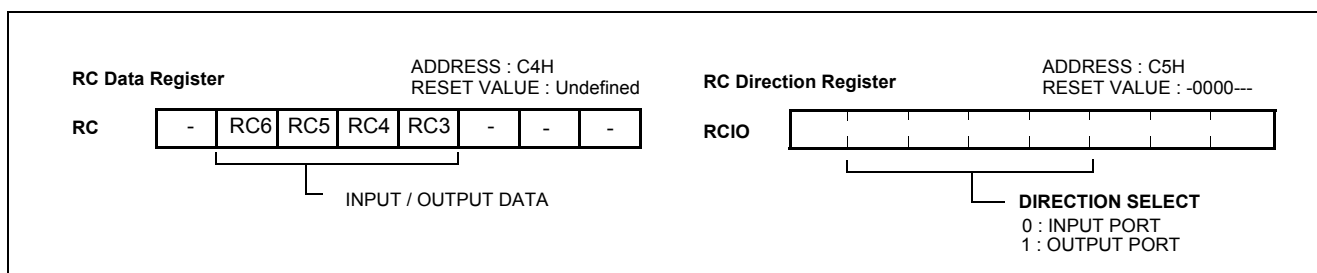 RC Data Register
ADDRESS : C4H
RESET VALUE : Undefined
RC - RC6 RC5 RC4 RC3 - - -
INPUT / OUTPUT DATA
RC Direction Register
ADDRESS : C5H
RESET VALUE : -0000---
RCIO
DIRECTION SELECT
0 : INPUT PORT
1 : OUTPUT PORT